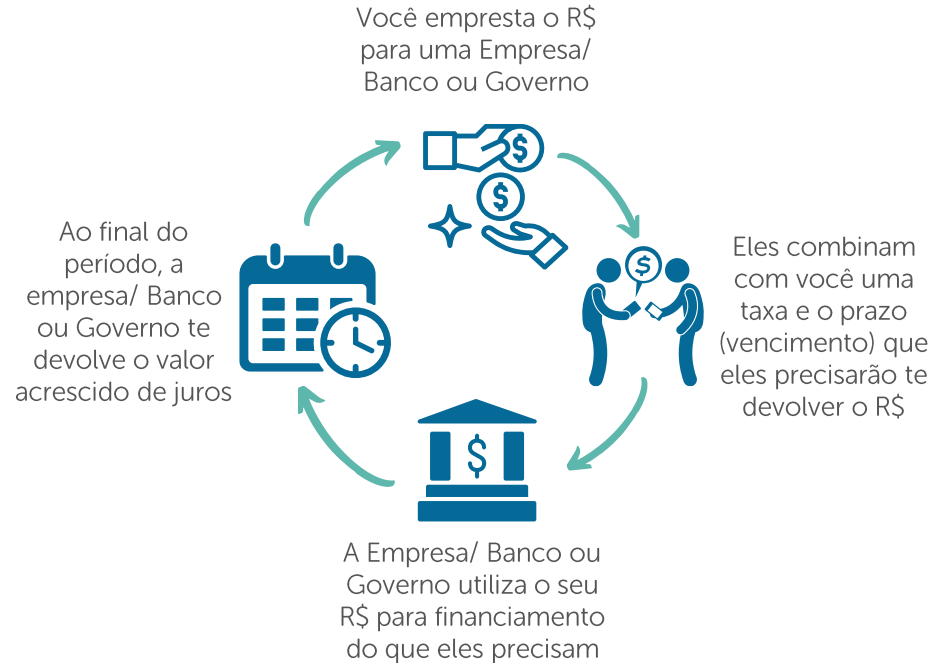 Você empresta o R$
para uma Empresa/
Banco ou Governo
$
$
$
Eles combinam
com você uma
taxa e o prazo
(vencimento) que
eles precisarão te
devolver o R$
$
A Empresa/ Banco ou
Governo utiliza o seu
R$ para financiamento
do que eles precisam
Ao final do
período, a
empresa/ Banco
ou Governo te
devolve o valor
acrescido de juros